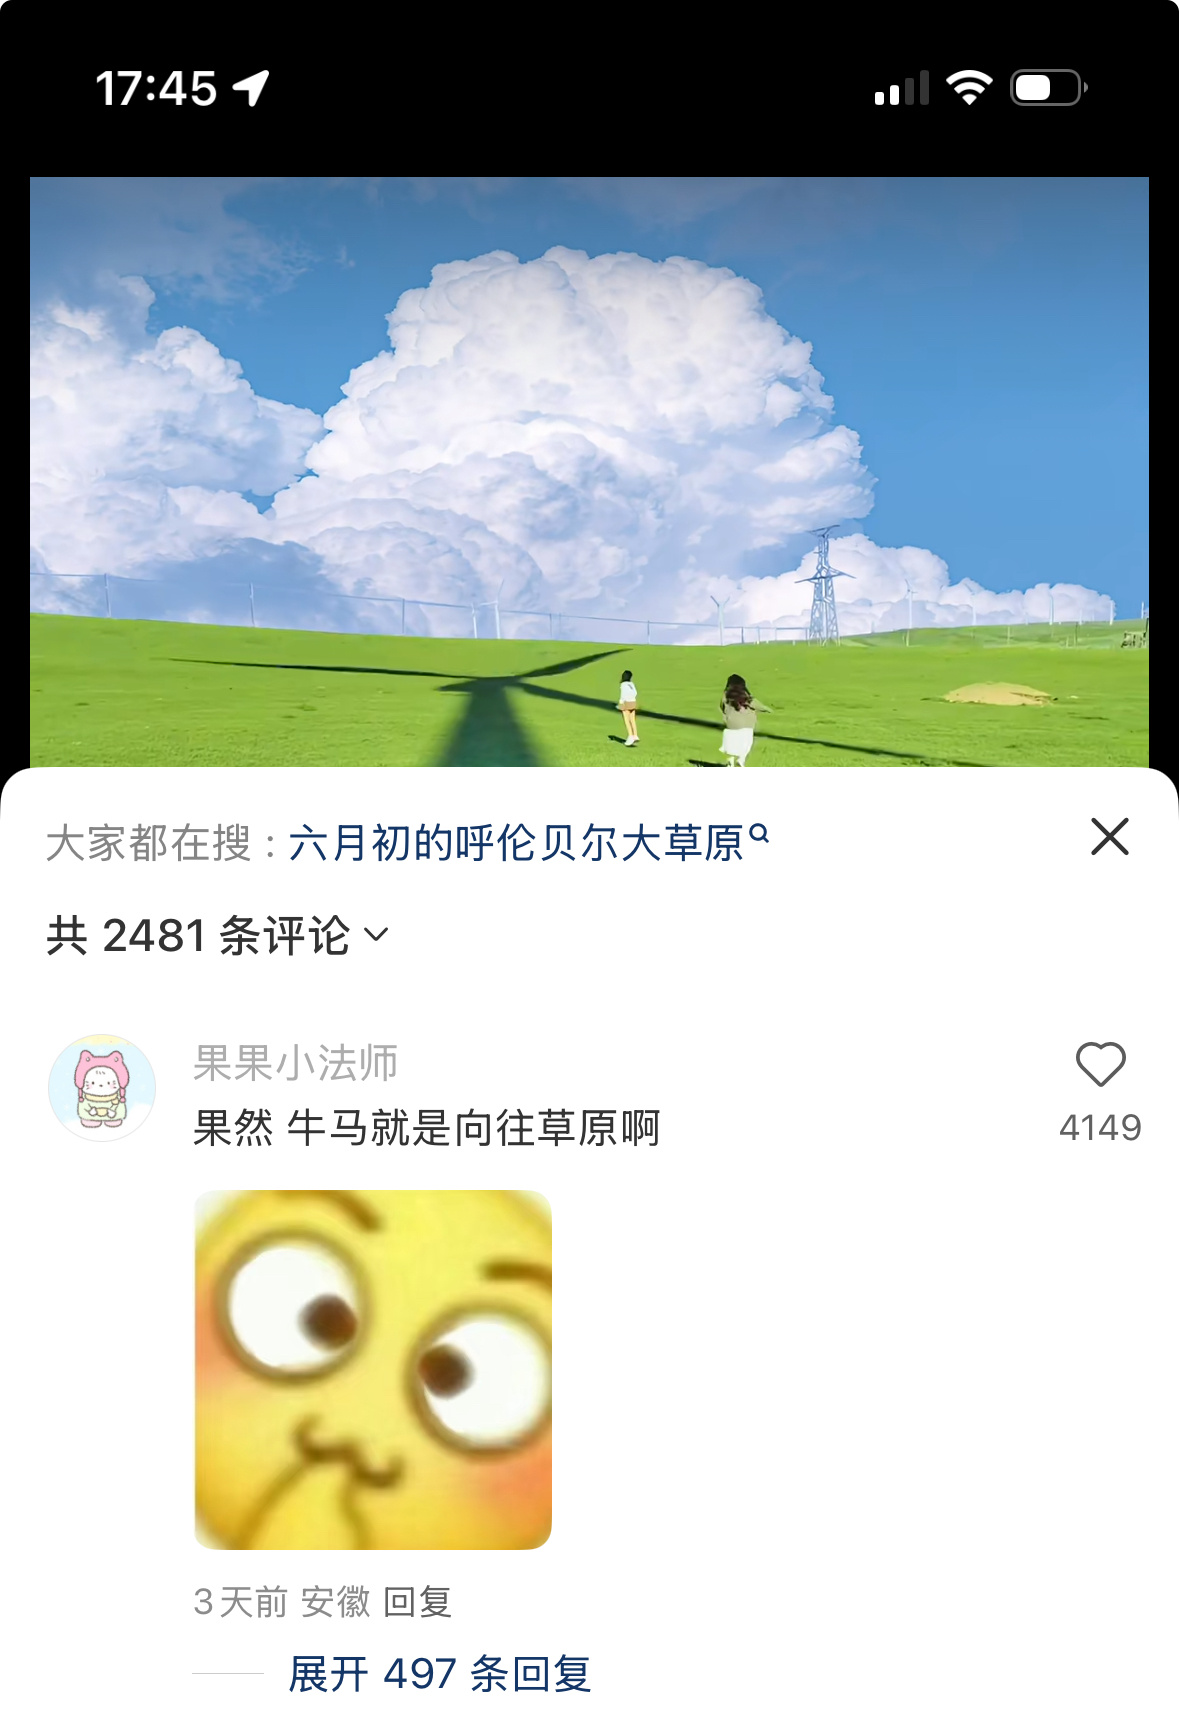 17:45
大家都在搜：六月初的呼伦贝尔大草原
共 2481 条评论
果果小法师
果然 牛马就是向往草原啊
4149
3天前 安徽 回复
展开 497 条回复